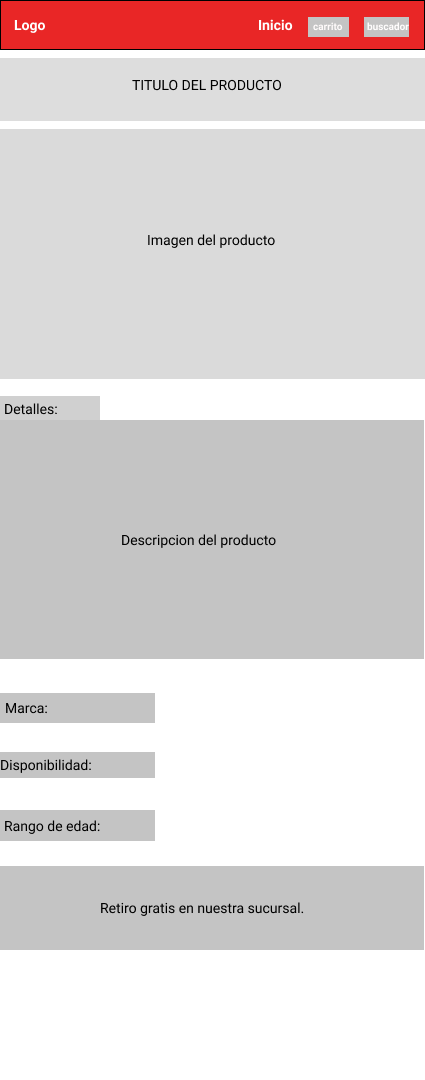 Logo
Inicio
carrito
buscador
TITULO DEL PRODUCTO
Imagen del producto
Detalles:
Descripcion del producto
Marca:
Disponibilidad:
Rango de edad:
Retiro gratis en nuestra sucursal.